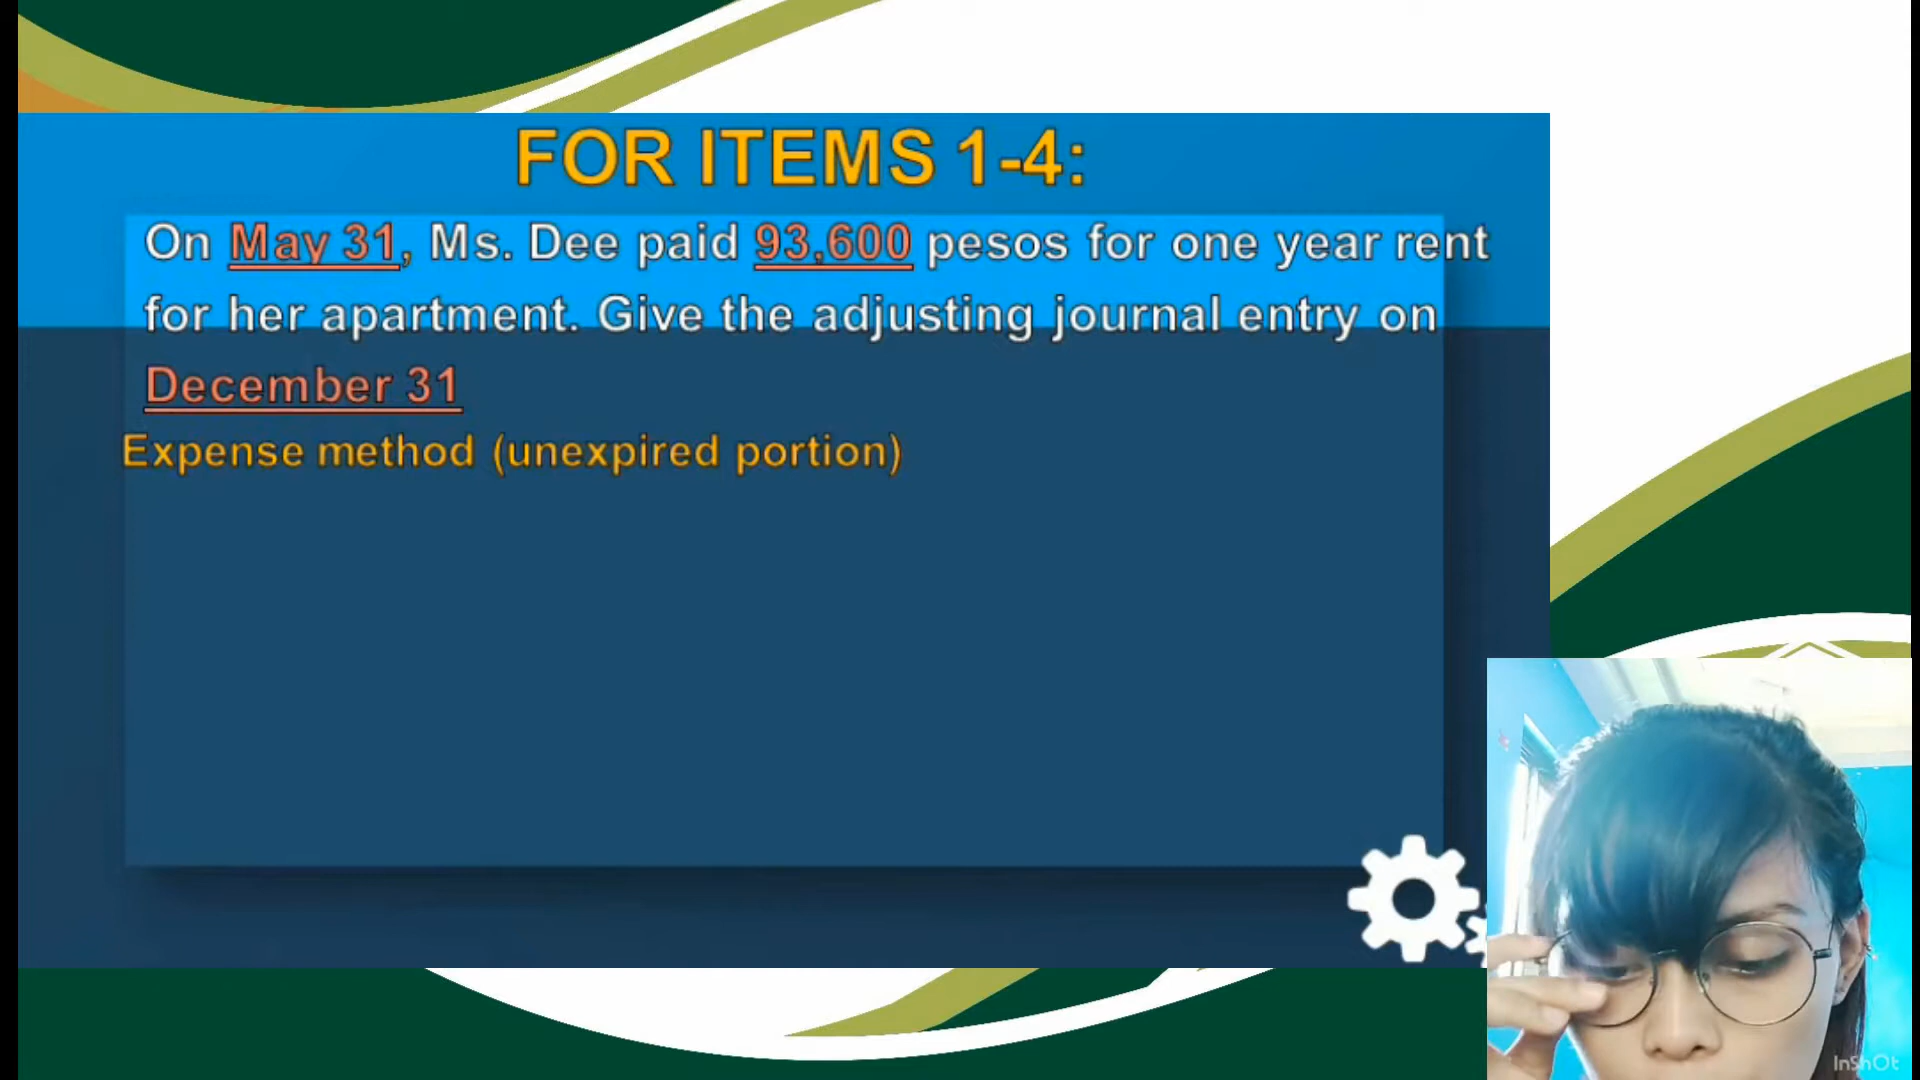 FOR ITEMS 1-4:
On May 31, Ms. Dee paid 93,600 pesos for one year rent
for her apartment. Give the adjusting journal entry on
December 31
Expense method (unexpired portion)
InShOt